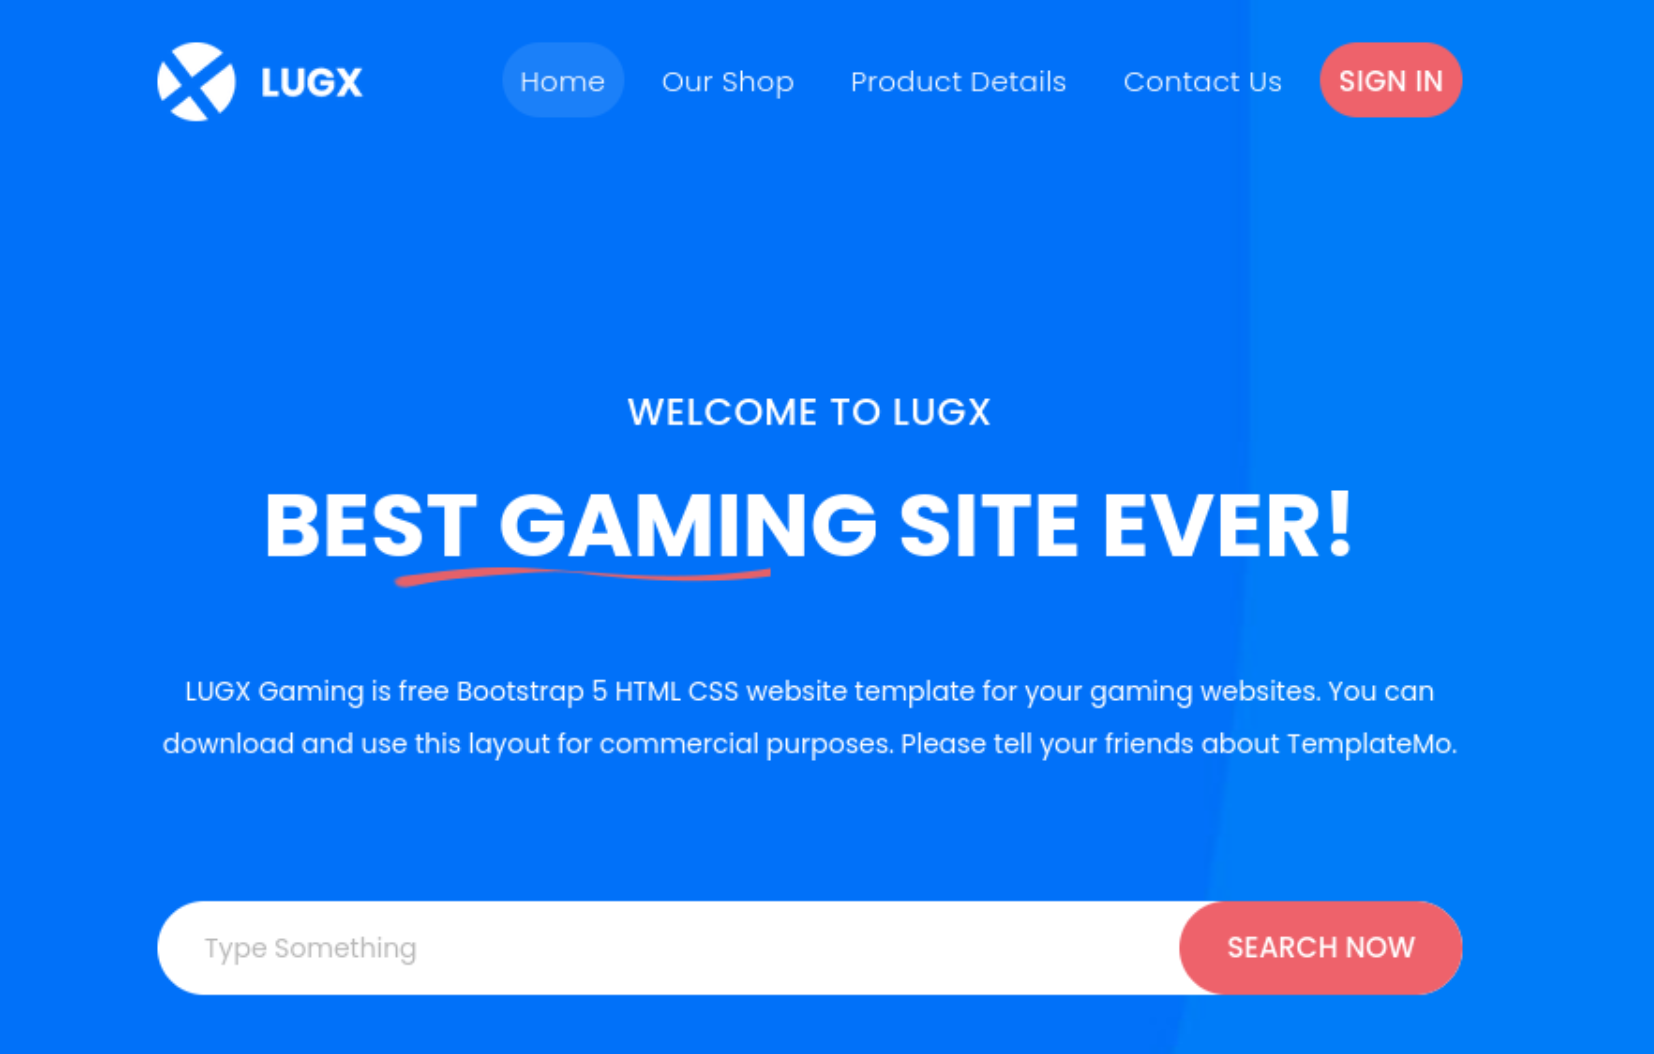 LUGX
Home
Our Shop
Product Details
Contact Us
SIGN IN
WELCOME TO LUGX
BEST GAMING SITE EVER!
LUGX Gaming is free Bootstrap 5 HTML CSS website template for your gaming websites. You can
download and use this layout for commercial purposes. Please tell your friends about TemplateMo.
Type Something
SEARCH NOW